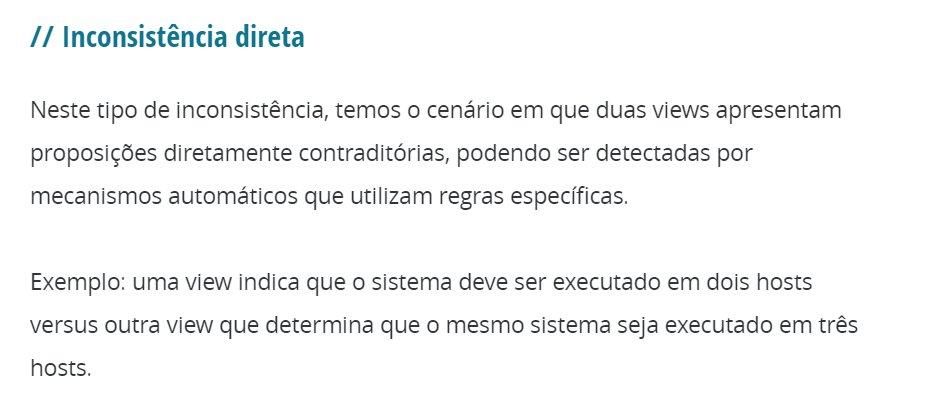 // Inconsistência direta
Neste tipo de inconsistência, temos o cenário em que duas views apresentam
proposições diretamente contraditórias, podendo ser detectadas por
mecanismos automáticos que utilizam regras específicas.
Exemplo: uma view indica que o sistema deve ser executado em dois hosts
versus outra view que determina que o mesmo sistema seja executado em três
hosts.